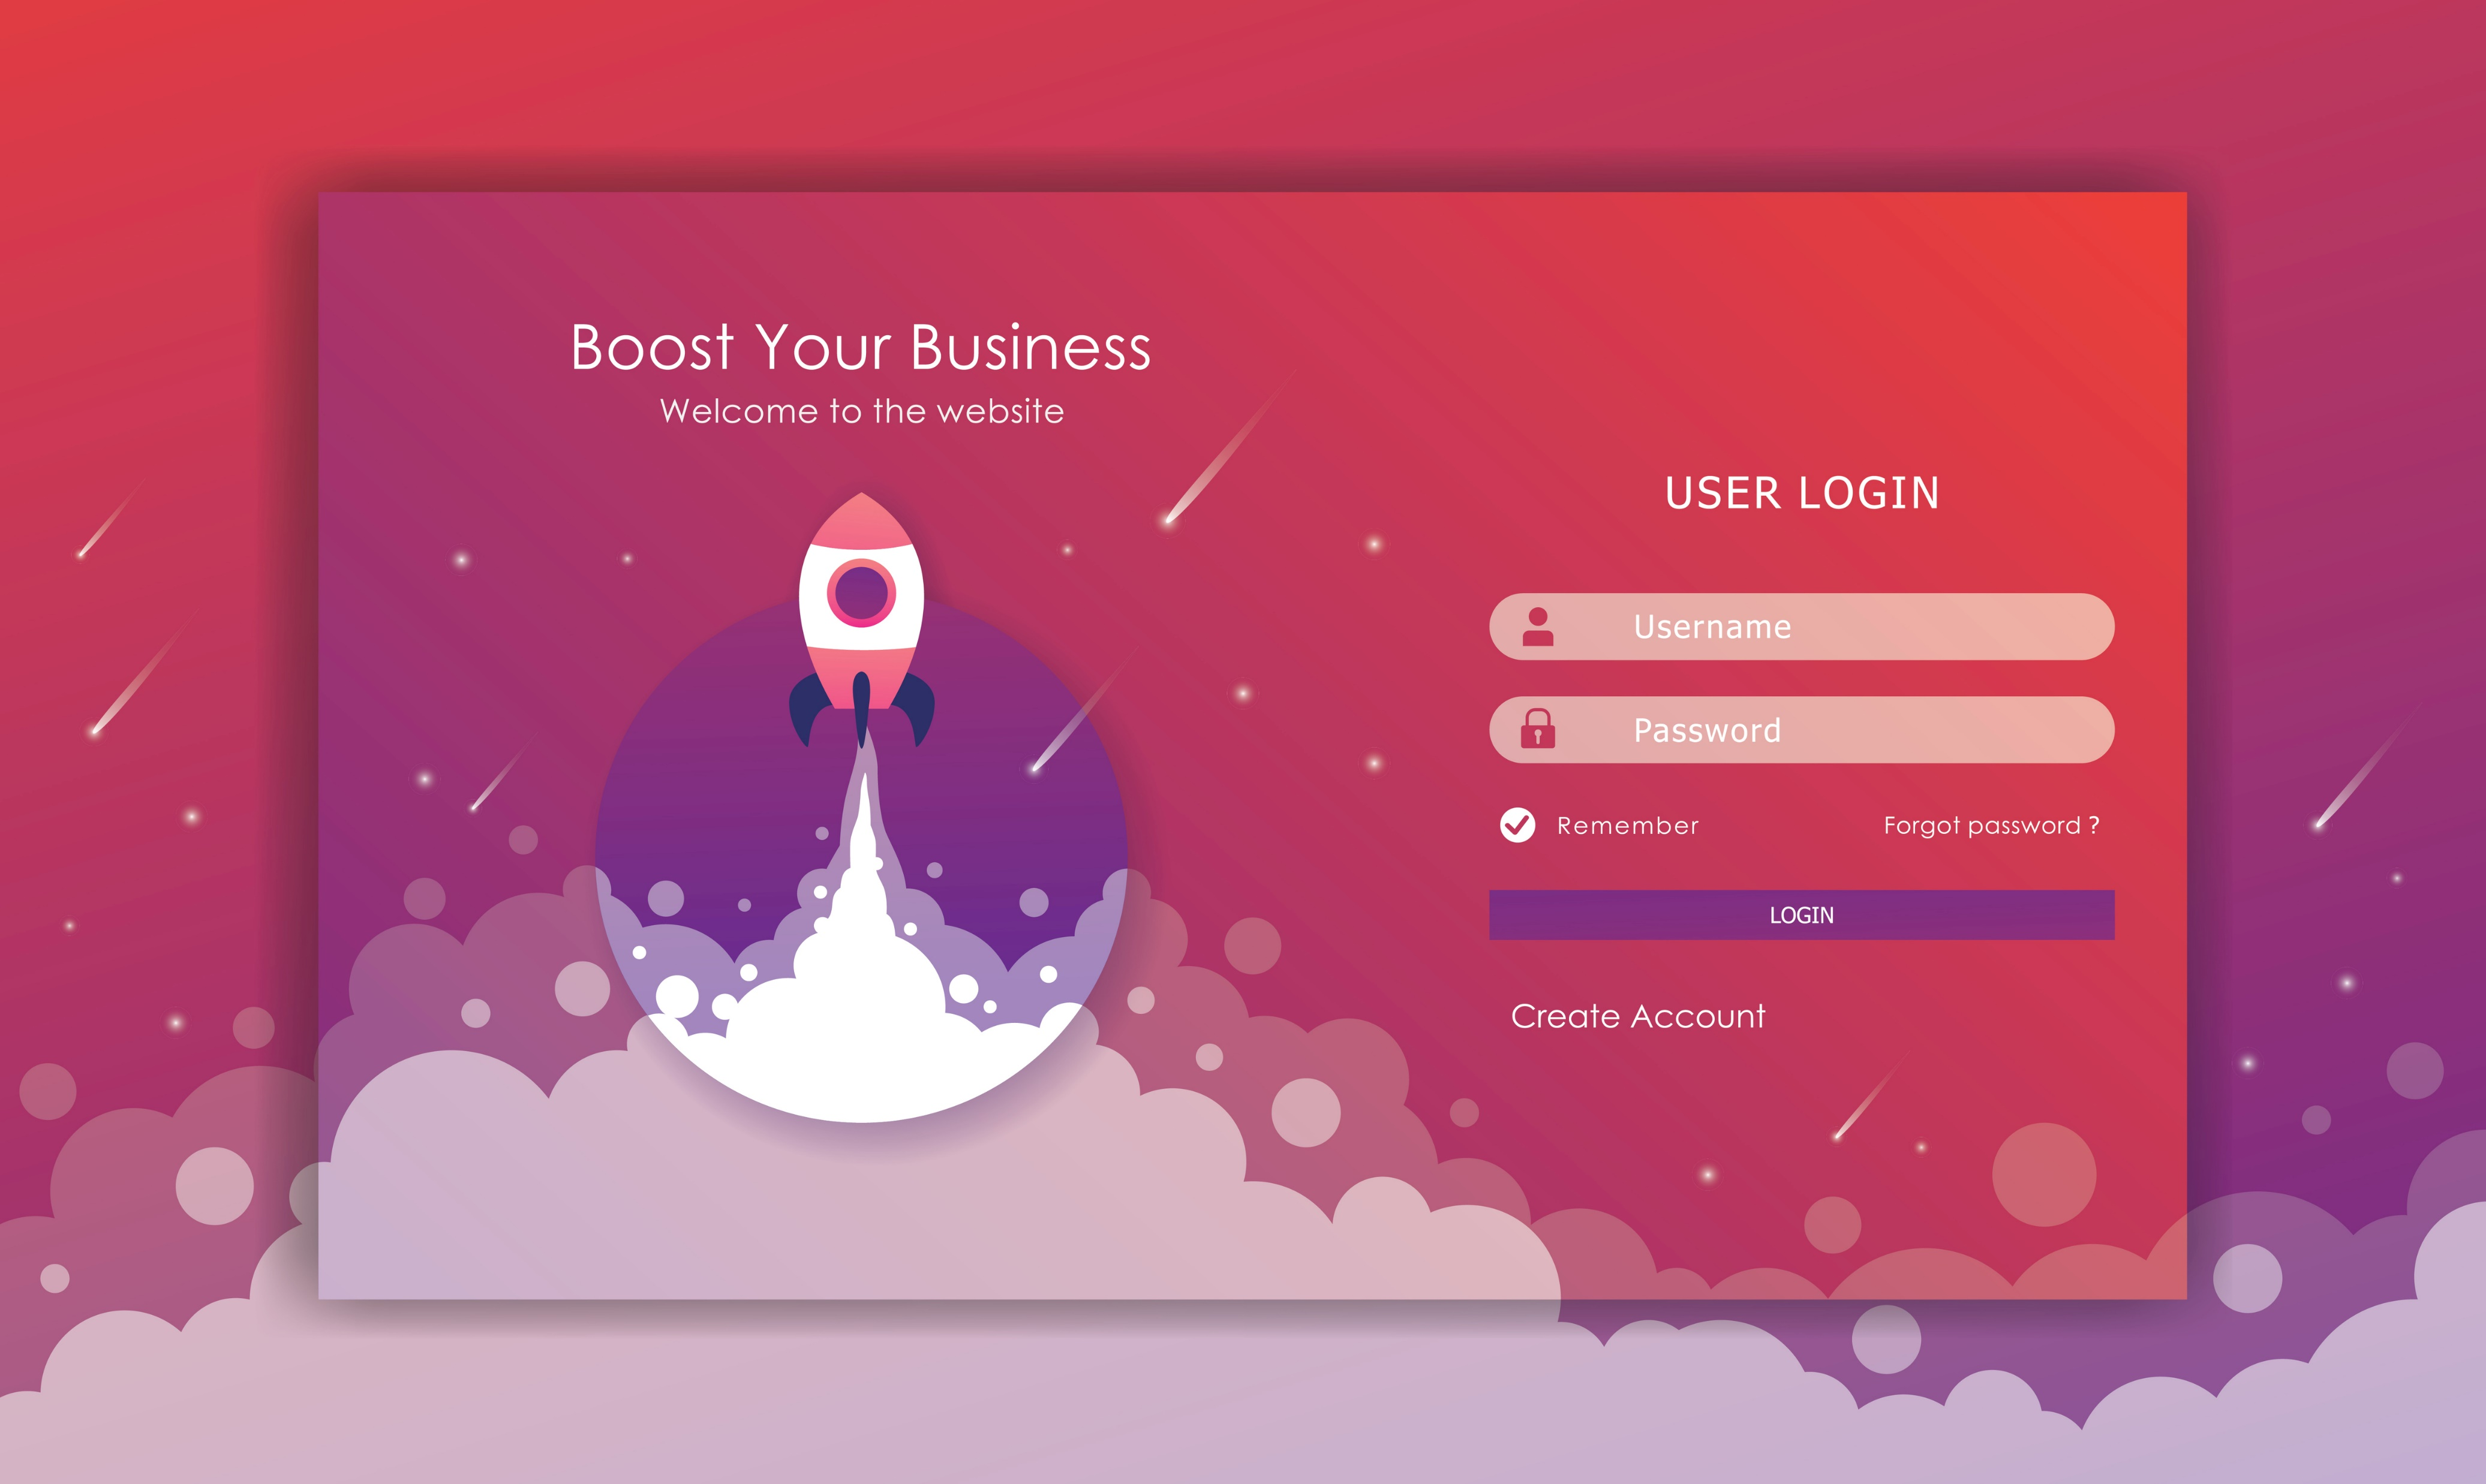 Boost Your Business
Welcome to the website
USER LOGIN
Username
Password
Remember
Forgot password ?
LOGIN
Create Account